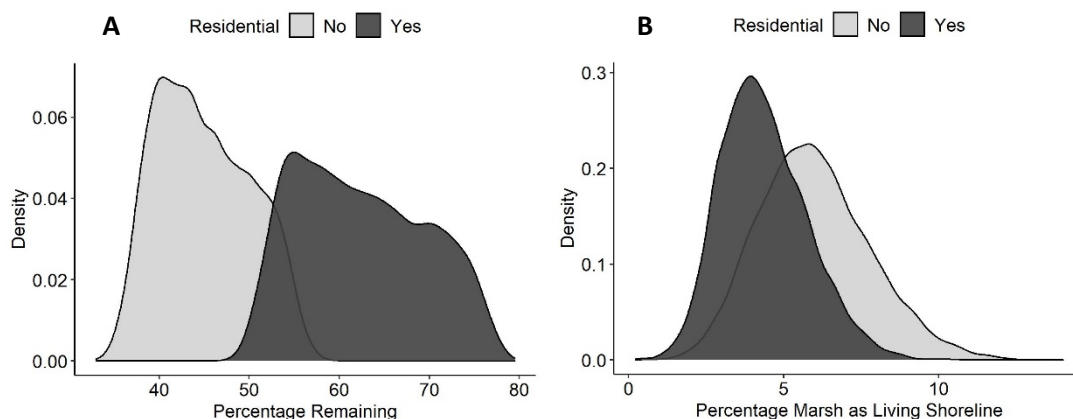 A
Residential No Yes
Density
0.06
0.04
0.02
0.00
40 50 60 70 80
Percentage Remaining
B
Residential No Yes
Density
0.3
0.2
0.1
0.0
0 5 10
Percentage Marsh as Living Shoreline